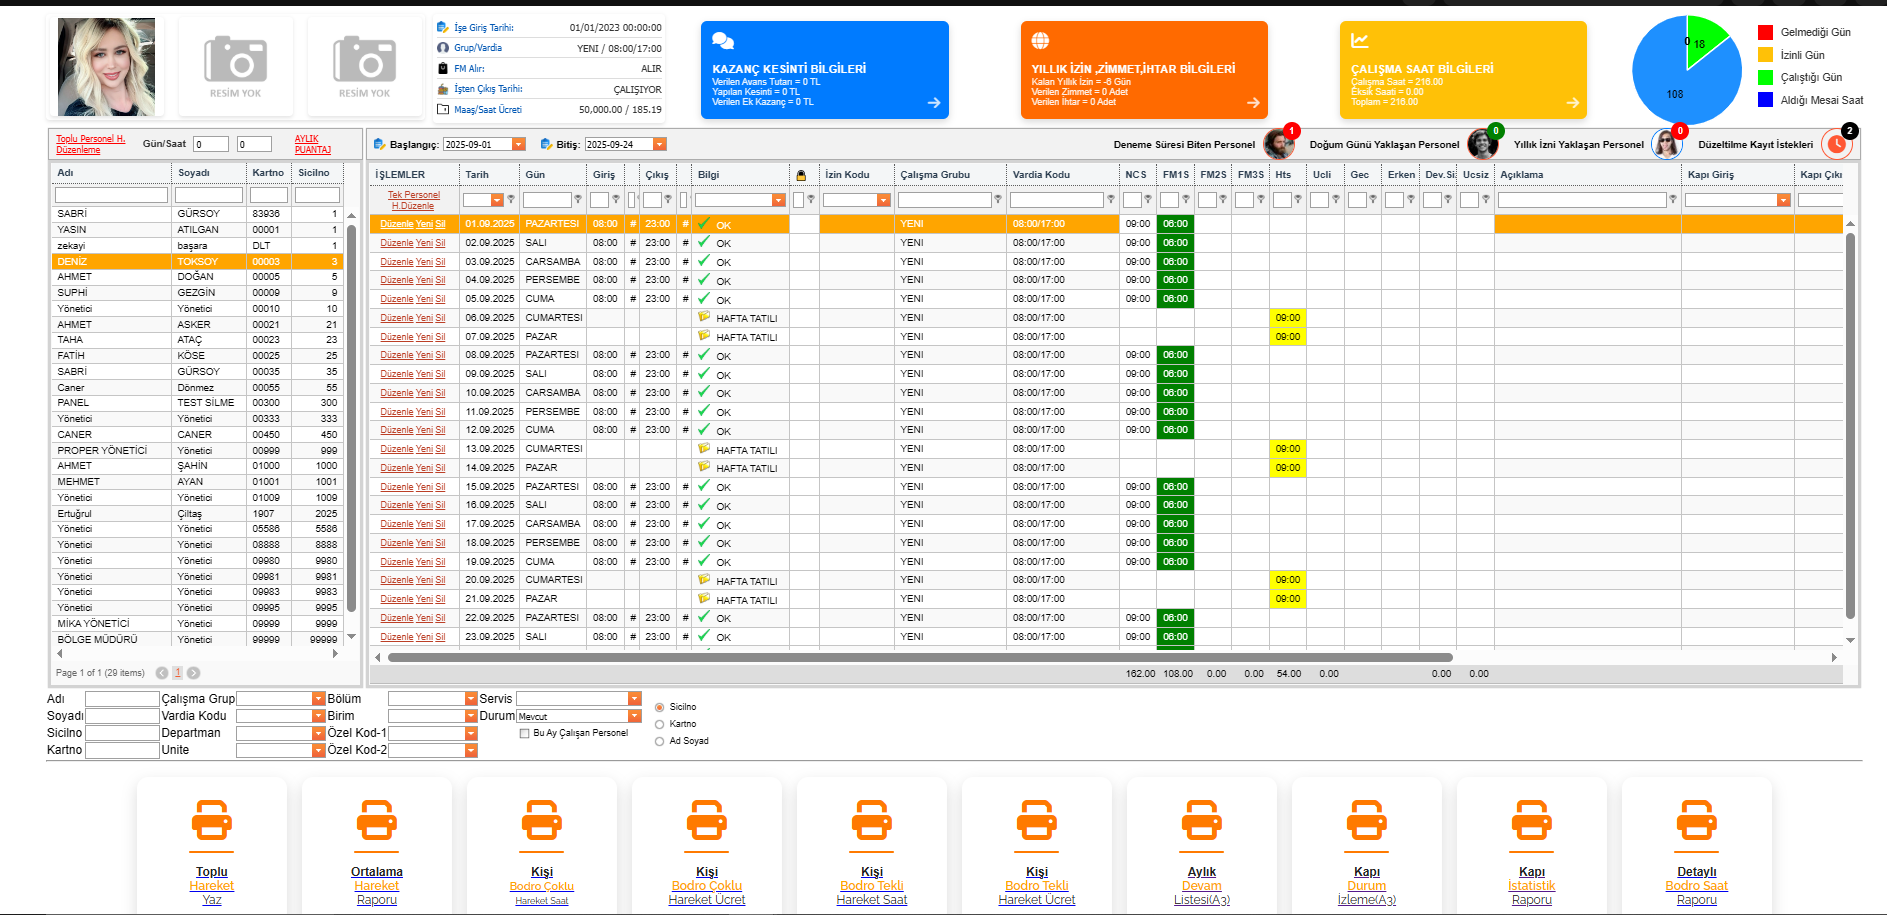 RESİM YOK
RESİM YOK
İşe Giriş Tarihi: 01/01/2023 00:00:00
Grup/Vardia YENI / 08:00/17:00
FM Alır: ALIR
İşten Çıkış Tarihi: ÇALIŞIYOR
Maaş/Saat Ücreti 50,000.00 / 185.19
KAZANÇ KESİNTİ BİLGİLERİ
Verilen Avans Tutarı = 0 TL
Yapılan Kesinti = 0 TL
Verilen Ek Kazanç = 0 TL
YILLIK İZİN ,ZİMMET,İHTAR BİLGİLERİ
Kalan Yıllık İzin = -6 Gün
Verilen Zimmet = 0 Adet
Verilen İhtar = 0 Adet
ÇALIŞMA SAAT BİLGİLERİ
Çalışma Saat = 216.00
Eksik Saati = 0.00
Toplam = 216.00
0 18
108
Gelmediği Gün
İzinli Gün
Çalıştığı Gün
Aldığı Mesai Saat
Toplu Personel H. Düzenleme Gün/Saat 0 0 AYLIK PUANTAJ
Başlangıç: 2025-09-01 Bitiş: 2025-09-24
Deneme Süresi Biten Personel 1 Doğum Günü Yaklaşan Personel 0 Yıllık İzni Yaklaşan Personel 0 Düzeltilme Kayıt İstekleri 2
Adı Soyadı Kartno Sicilno
SABRİ GÜRSOY 83936 1
YASIN ATILGAN 00001 1
zekayi başara DLT 1
DENİZ TOKSOY 00003 3
AHMET DOĞAN 00005 5
SUPHİ GEZGİN 00009 9
Yönetici Yönetici 00010 10
AHMET ASKER 00021 21
TAHA ATAÇ 00023 23
FATİH KÖSE 00025 25
SABRİ GÜRSOY 00035 35
Caner Dönmez 00055 55
PANEL TEST SİLME 00300 300
Yönetici Yönetici 00333 333
CANER CANER 00450 450
PROPER YÖNETİCİ Yönetici 00999 999
AHMET ŞAHİN 01000 1000
MEHMET AYAN 01001 1001
Yönetici Yönetici 01009 1009
Ertuğrul Çiltaş 1907 2025
Yönetici Yönetici 05586 5586
Yönetici Yönetici 08888 8888
Yönetici Yönetici 09980 9980
Yönetici Yönetici 09981 9981
Yönetici Yönetici 09983 9983
Yönetici Yönetici 09995 9995
MİKA YÖNETİCİ Yönetici 09999 9999
BÖLGE MÜDÜRÜ Yönetici 99999 99999
Page 1 of 1 (29 items) 1
İŞLEMLER Tarih Gün Giriş Çıkış Bilgi İzin Kodu Çalışma Grubu Vardia Kodu NCS FM1S FM2S FM3S Hts Ucli Gec Erken Dev.Si Ucsiz Açıklama Kapı Giriş Kapı Çıkı
Tek Personel H.Düzenle
Düzenle Yeni Sil 01.09.2025 PAZARTESI 08:00 # 23:00 # OK YENI 08:00/17:00 09:00 06:00
Düzenle Yeni Sil 02.09.2025 SALI 08:00 # 23:00 # OK YENI 08:00/17:00 09:00 06:00
Düzenle Yeni Sil 03.09.2025 CARSAMBA 08:00 # 23:00 # OK YENI 08:00/17:00 09:00 06:00
Düzenle Yeni Sil 04.09.2025 PERSEMBE 08:00 # 23:00 # OK YENI 08:00/17:00 09:00 06:00
Düzenle Yeni Sil 05.09.2025 CUMA 08:00 # 23:00 # OK YENI 08:00/17:00 09:00 06:00
Düzenle Yeni Sil 06.09.2025 CUMARTESI HAFTA TATILI YENI 08:00/17:00 09:00
Düzenle Yeni Sil 07.09.2025 PAZAR HAFTA TATILI YENI 08:00/17:00 09:00
Düzenle Yeni Sil 08.09.2025 PAZARTESI 08:00 # 23:00 # OK YENI 08:00/17:00 09:00 06:00
Düzenle Yeni Sil 09.09.2025 SALI 08:00 # 23:00 # OK YENI 08:00/17:00 09:00 06:00
Düzenle Yeni Sil 10.09.2025 CARSAMBA 08:00 # 23:00 # OK YENI 08:00/17:00 09:00 06:00
Düzenle Yeni Sil 11.09.2025 PERSEMBE 08:00 # 23:00 # OK YENI 08:00/17:00 09:00 06:00
Düzenle Yeni Sil 12.09.2025 CUMA 08:00 # 23:00 # OK YENI 08:00/17:00 09:00 06:00
Düzenle Yeni Sil 13.09.2025 CUMARTESI HAFTA TATILI YENI 08:00/17:00 09:00
Düzenle Yeni Sil 14.09.2025 PAZAR HAFTA TATILI YENI 08:00/17:00 09:00
Düzenle Yeni Sil 15.09.2025 PAZARTESI 08:00 # 23:00 # OK YENI 08:00/17:00 09:00 06:00
Düzenle Yeni Sil 16.09.2025 SALI 08:00 # 23:00 # OK YENI 08:00/17:00 09:00 06:00
Düzenle Yeni Sil 17.09.2025 CARSAMBA 08:00 # 23:00 # OK YENI 08:00/17:00 09:00 06:00
Düzenle Yeni Sil 18.09.2025 PERSEMBE 08:00 # 23:00 # OK YENI 08:00/17:00 09:00 06:00
Düzenle Yeni Sil 19.09.2025 CUMA 08:00 # 23:00 # OK YENI 08:00/17:00 09:00 06:00
Düzenle Yeni Sil 20.09.2025 CUMARTESI HAFTA TATILI YENI 08:00/17:00 09:00
Düzenle Yeni Sil 21.09.2025 PAZAR HAFTA TATILI YENI 08:00/17:00 09:00
Düzenle Yeni Sil 22.09.2025 PAZARTESI 08:00 # 23:00 # OK YENI 08:00/17:00 09:00 06:00
Düzenle Yeni Sil 23.09.2025 SALI 08:00 # 23:00 # OK YENI 08:00/17:00 09:00 06:00
162.00 108.00 0.00 0.00 54.00 0.00 0.00 0.00
Adı Çalışma Grup Bölüm Servis
Soyadı Vardia Kodu Birim Durum Mevcut
Sicilno Departman Özel Kod-1 Bu Ay Çalışan Personel
Kartno Unite Özel Kod-2
Sicilno
Kartno
Ad Soyad
Toplu
Hareket
Yaz
Ortalama
Hareket
Raporu
Kişi
Bodro Çoklu
Hareket Saat
Kişi
Bodro Çoklu
Hareket Ücret
Kişi
Bodro Tekli
Hareket Saat
Kişi
Bodro Tekli
Hareket Ücret
Aylık
Devam
Listesi(A3)
Kapı
Durum
İzleme(A3)
Kapı
İstatistik
Raporu
Detaylı
Bodro Saat
Raporu